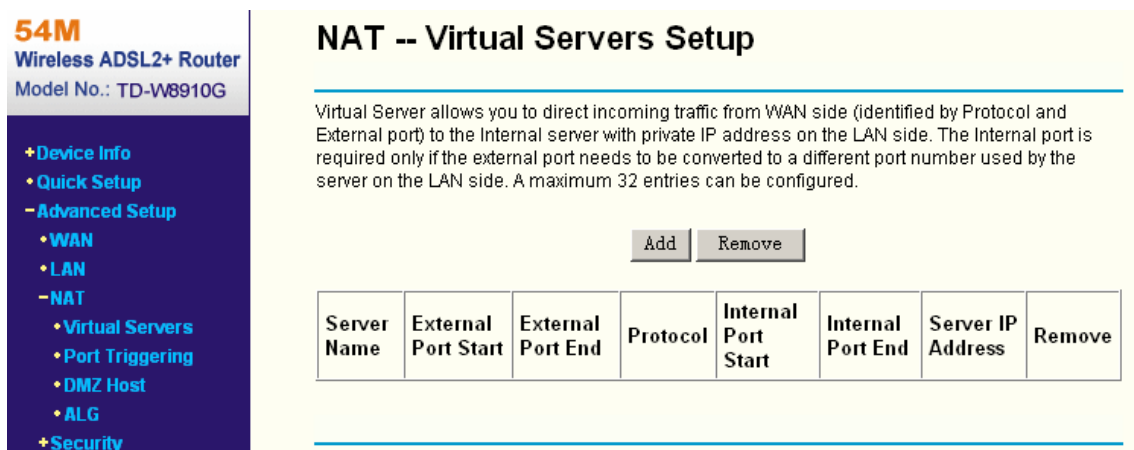 54M
Wireless ADSL2+ Router
Model No.: TD-W8910G
+Device Info
•Quick Setup
-Advanced Setup
•WAN
•LAN
-NAT
•Virtual Servers
•Port Triggering
•DMZ Host
•ALG
+Security
NAT -- Virtual Servers Setup
Virtual Server allows you to direct incoming traffic from WAN side (identified by Protocol and
External port) to the Internal server with private IP address on the LAN side. The Internal port is
required only if the external port needs to be converted to a different port number used by the
server on the LAN side. A maximum 32 entries can be configured.
Add Remove
Server Name External Port Start External Port End Protocol Internal Port Start Internal Port End Server IP Address Remove